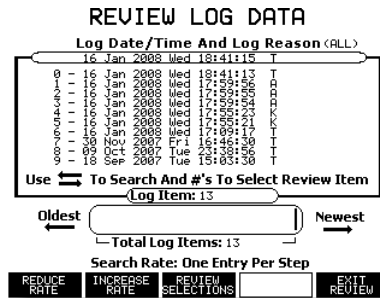 REVIEW LOG DATA
Log Date/Time And Log Reason (ALL)
16 Jan 2008 Wed 18:41:15 T
0 - 16 Jan 2008 Wed 18:41:13 T
1 - 16 Jan 2008 Wed 17:59:56 A
2 - 16 Jan 2008 Wed 17:59:55 A
3 - 16 Jan 2008 Wed 17:59:54 A
4 - 16 Jan 2008 Wed 17:55:23 K
5 - 16 Jan 2008 Wed 17:55:21 K
6 - 16 Jan 2008 Wed 17:09:17 T
7 - 30 Nov 2007 Fri 16:46:30 T
8 - 09 Oct 2007 Tue 23:38:56 T
9 - 18 Sep 2007 Tue 15:03:30 T
Use ⇆ To Search And #'s To Select Review Item
Log Item: 13
Oldest
Newest
Total Log Items: 13
Search Rate: One Entry Per Step
REDUCE RATE
INCREASE RATE
REVIEW SELECTIONS
EXIT REVIEW